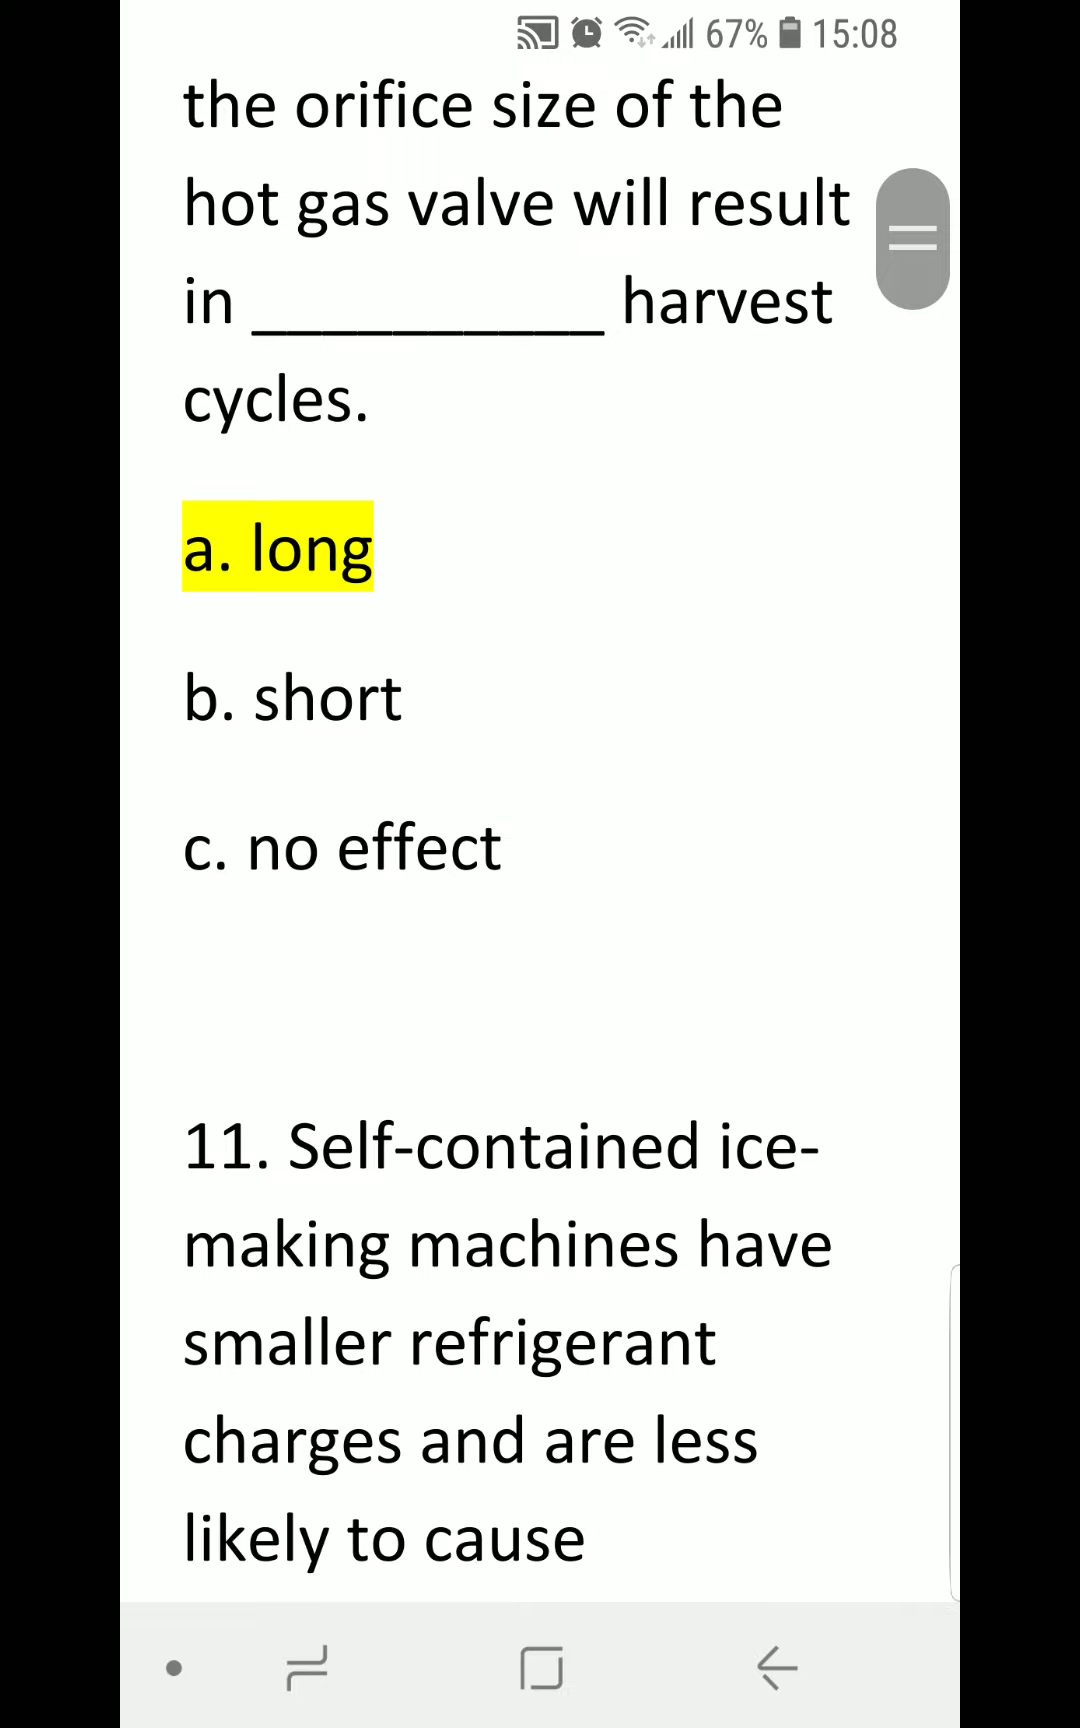 67% 15:08
the orifice size of the
hot gas valve will result
in __________ harvest
cycles.
a. long
b. short
c. no effect
11. Self-contained ice-
making machines have
smaller refrigerant
charges and are less
likely to cause